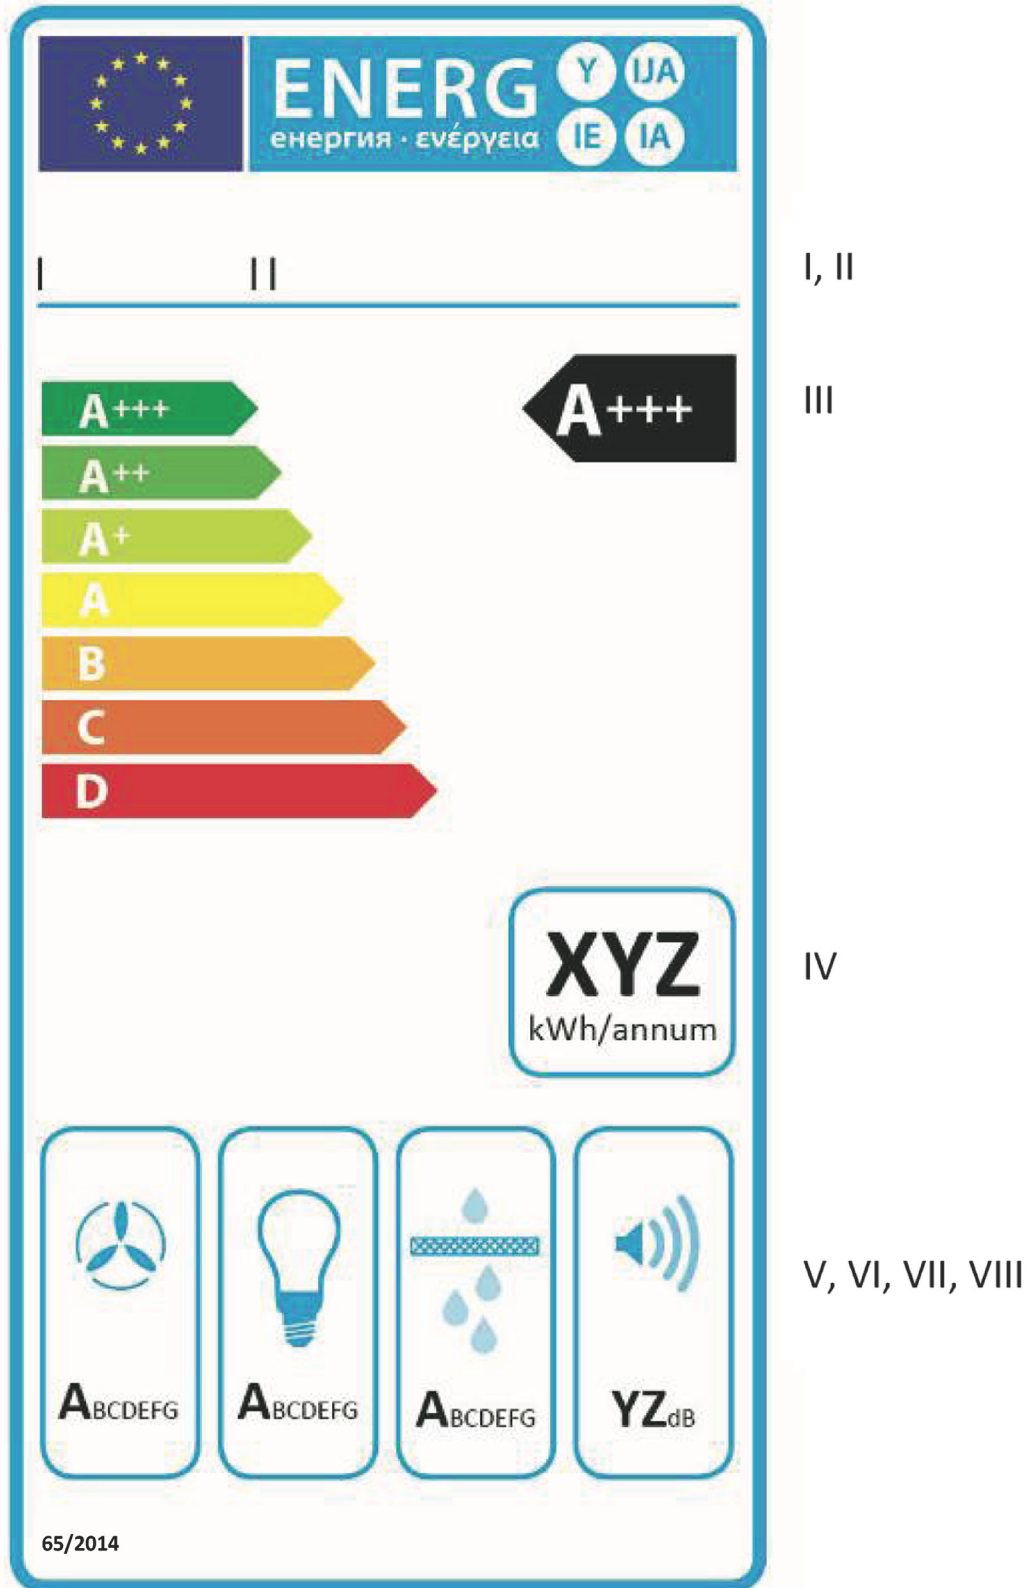 ENERG Y IJA
енергия · ενέργεια IE IA
I II I, II
A+++ A+++ III
A++
A+
A
B
C
D
XYZ
kWh/annum
IV
V, VI, VII, VIII
ABCDEFG ABCDEFG ABCDEFG YZdB
65/2014